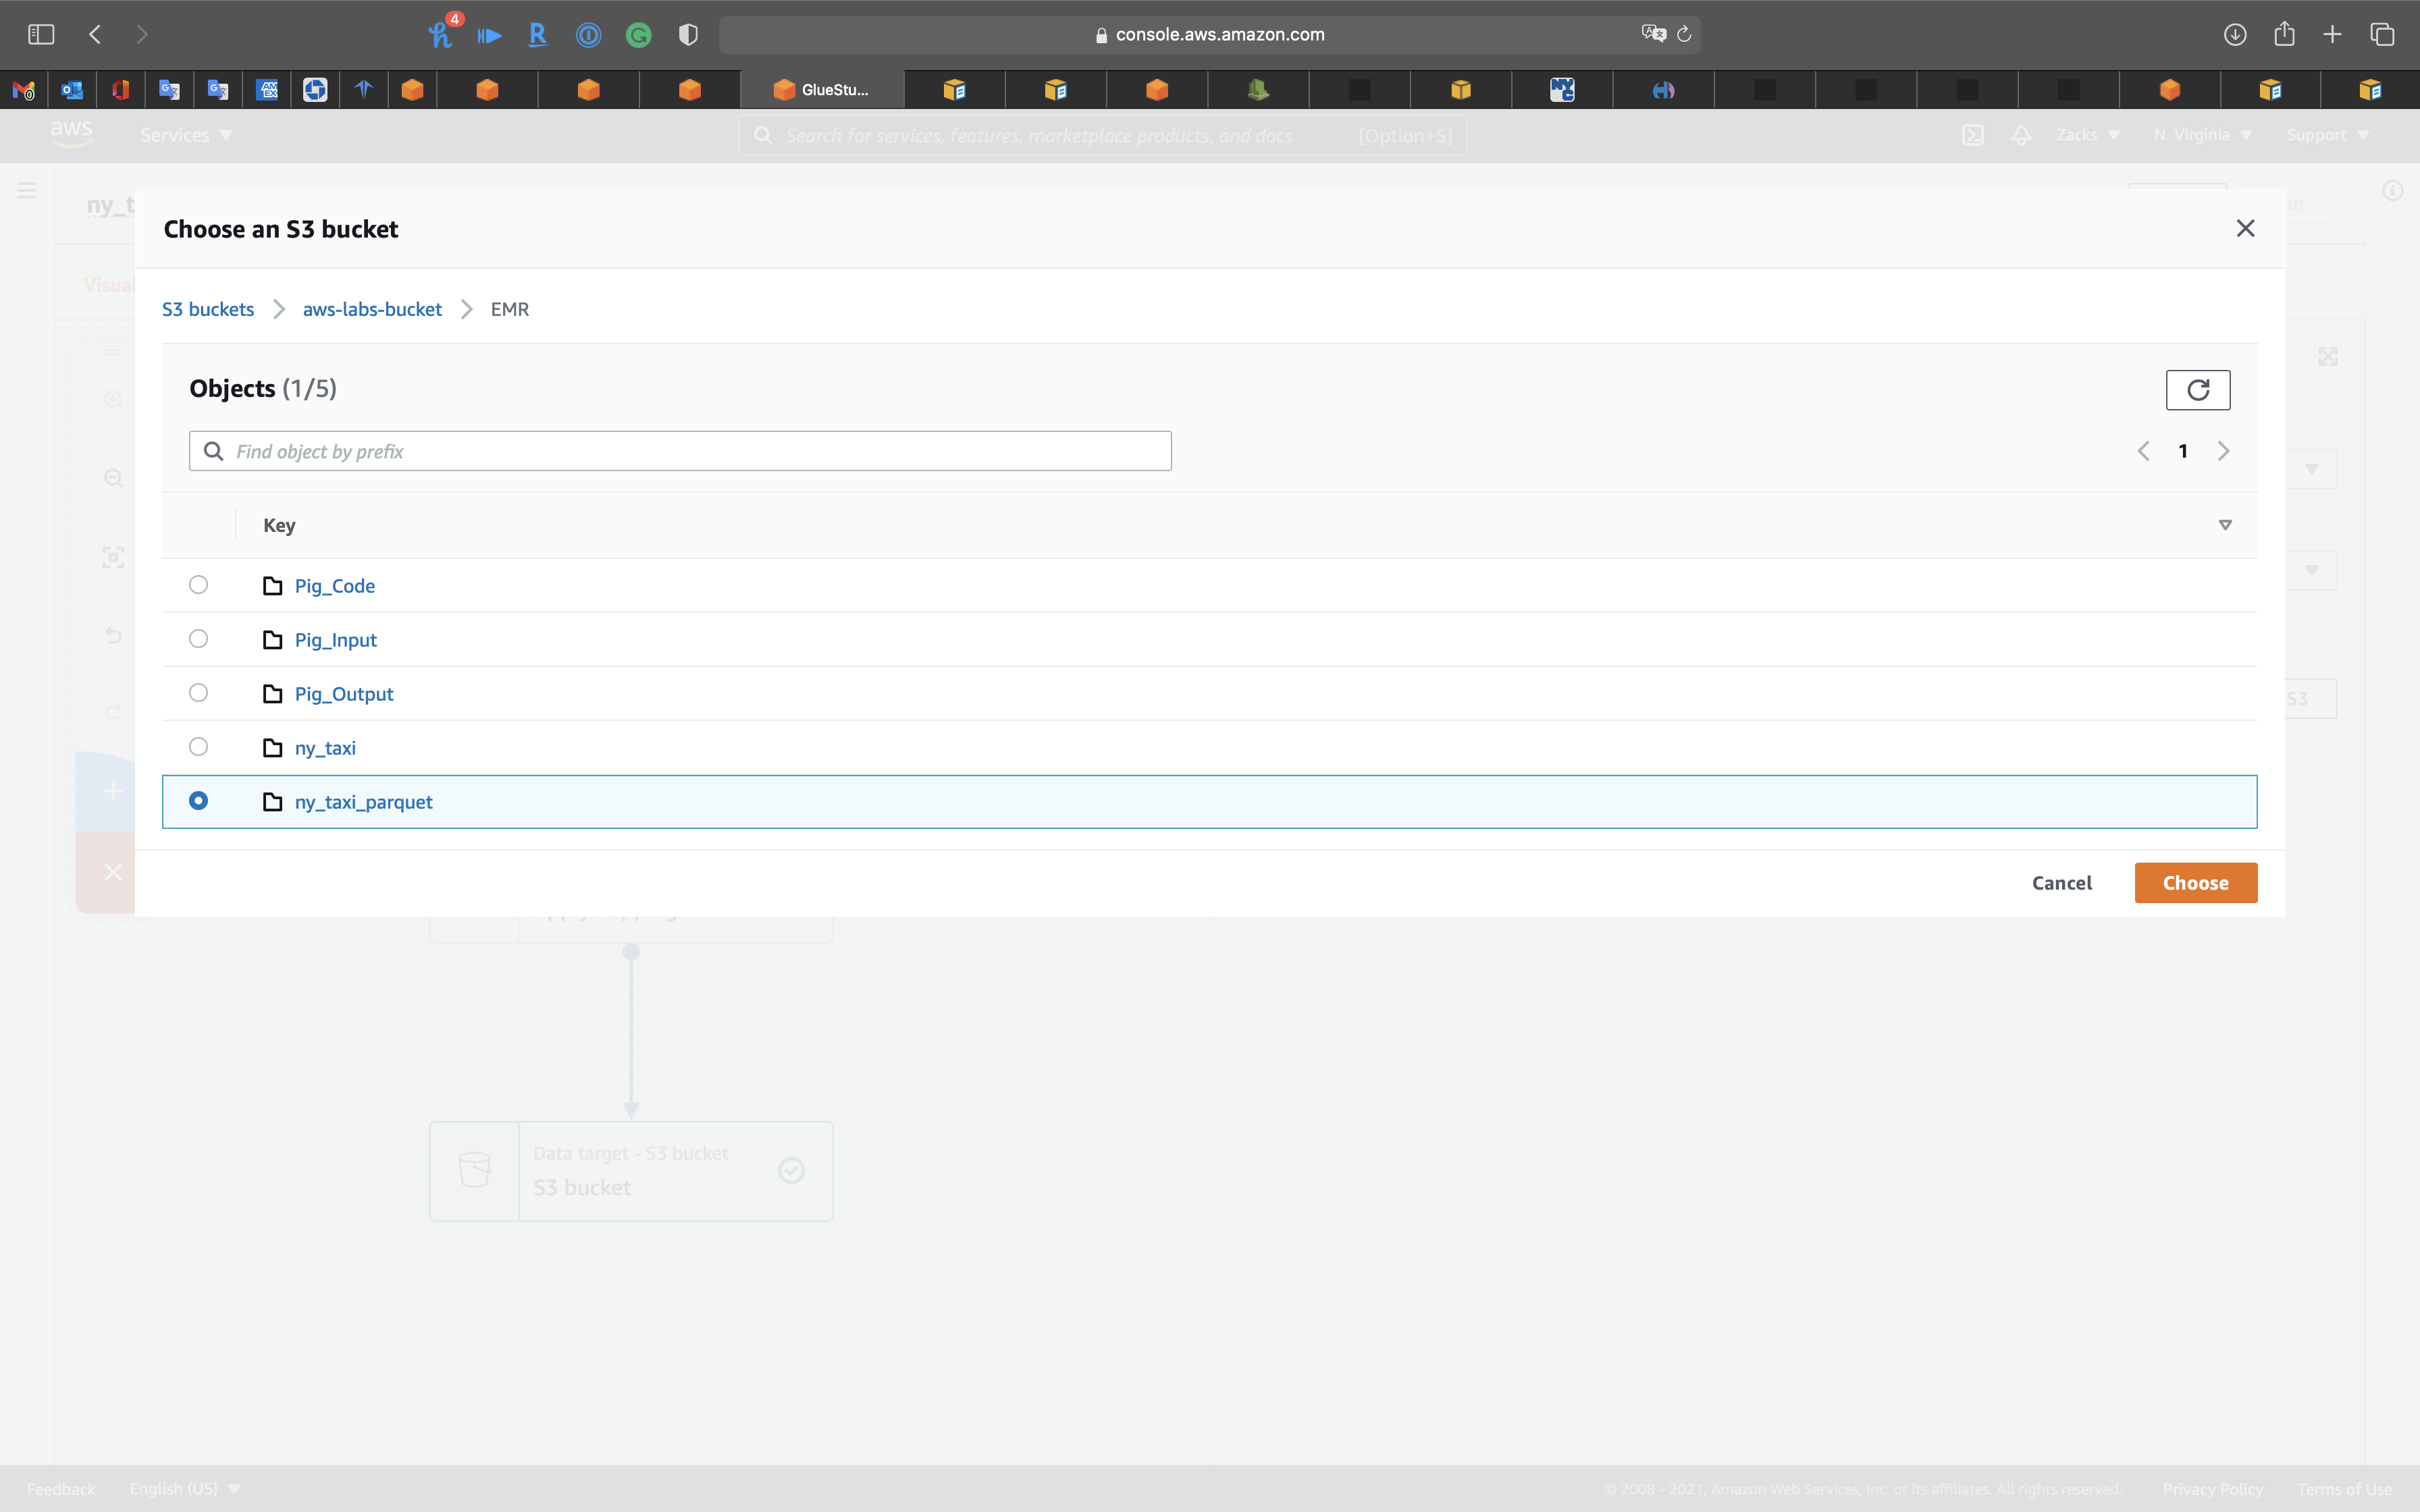 4
console.aws.amazon.com
GlueStu...
aws
Services
Search for services, features, marketplace products, and docs [Option+S]
Zacks
N. Virginia
Support
ny_t
Choose an S3 bucket
Visual
S3 buckets > aws-labs-bucket > EMR
Objects (1/5)
Find object by prefix
1
Key
Pig_Code
Pig_Input
Pig_Output
S3
ny_taxi
ny_taxi_parquet
Cancel
Choose
Data target - S3 bucket
S3 bucket
Feedback
English (US)
© 2008 - 2021, Amazon Web Services, Inc. or its affiliates. All rights reserved.
Privacy Policy
Terms of Use